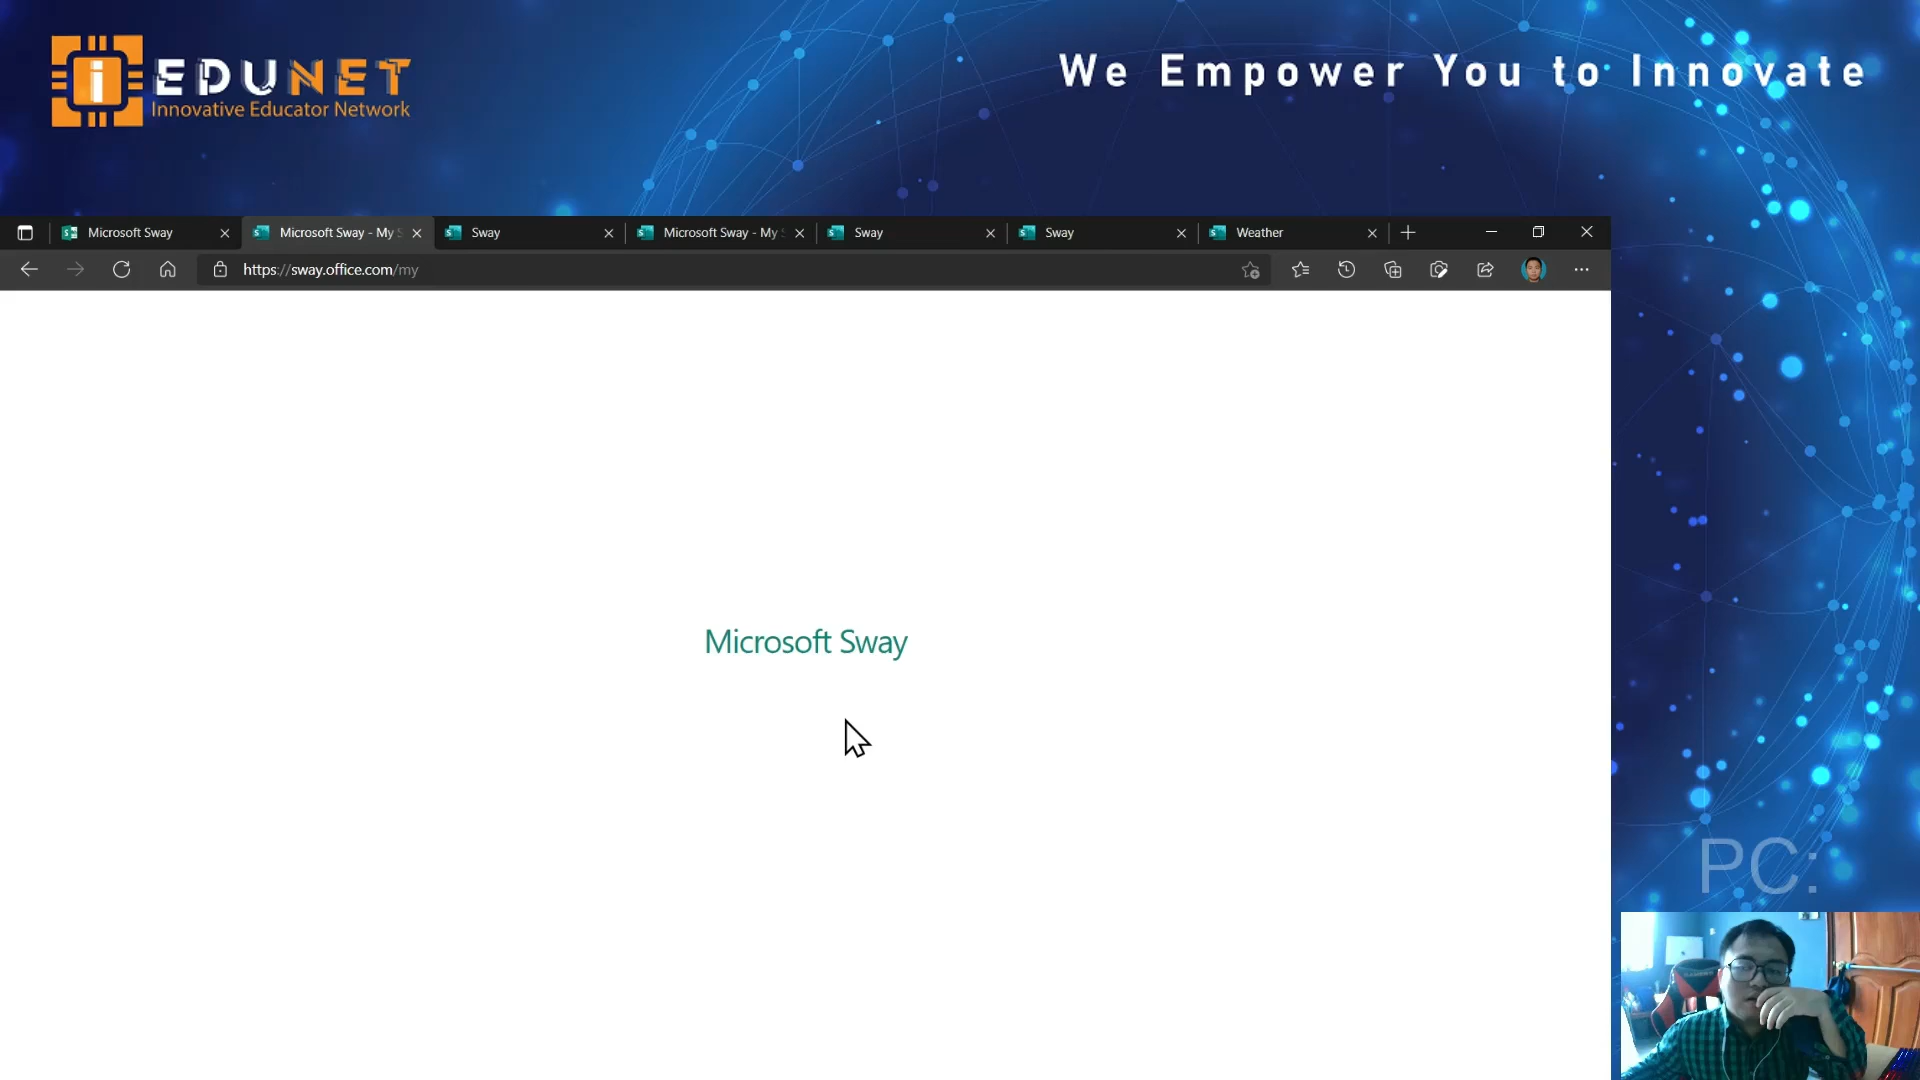 i EDUNET
Innovative Educator Network
We Empower You to Innovate
Microsoft Sway
Microsoft Sway - My
Sway
Microsoft Sway - My
Sway
Sway
Weather
https://sway.office.com/my
Microsoft Sway
PC: